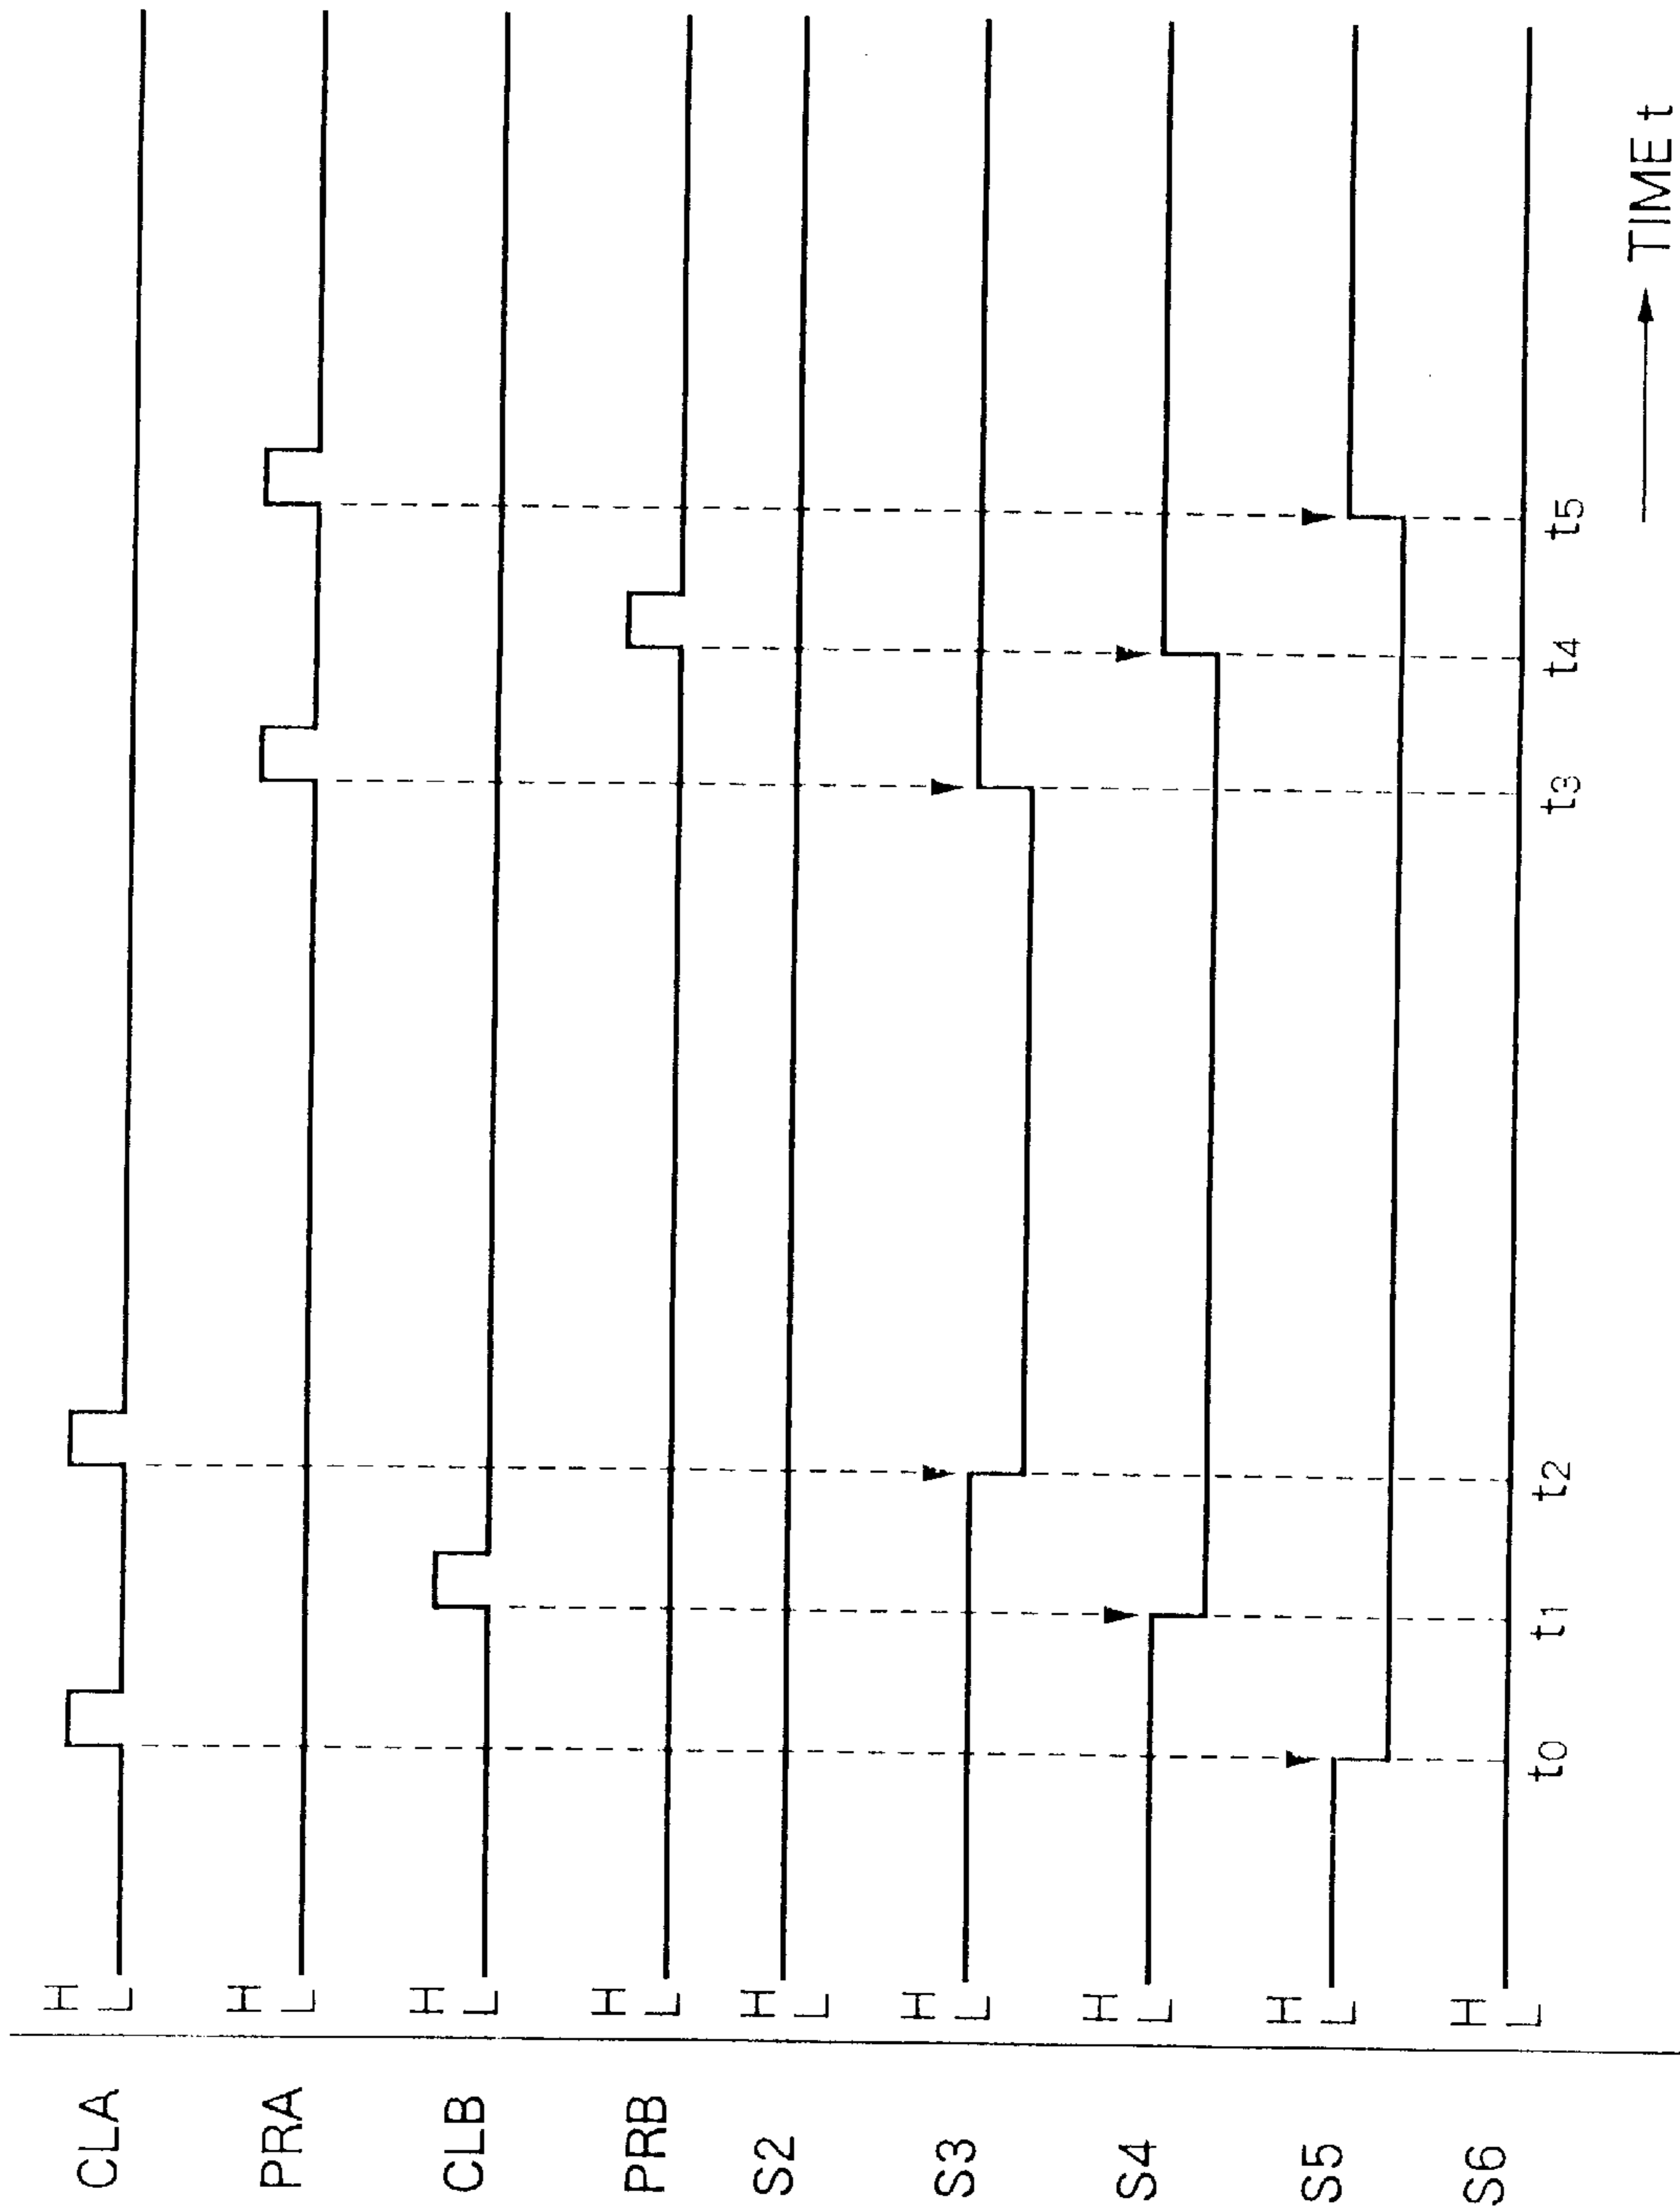 CLA H
L
PRA H
L
CLB H
L
PRB H
L
S2 H
L
S3 H
L
S4 H
L
S5 H
L
S6 H
L
t0 t1 t2 t3 t4 t5
TIME t